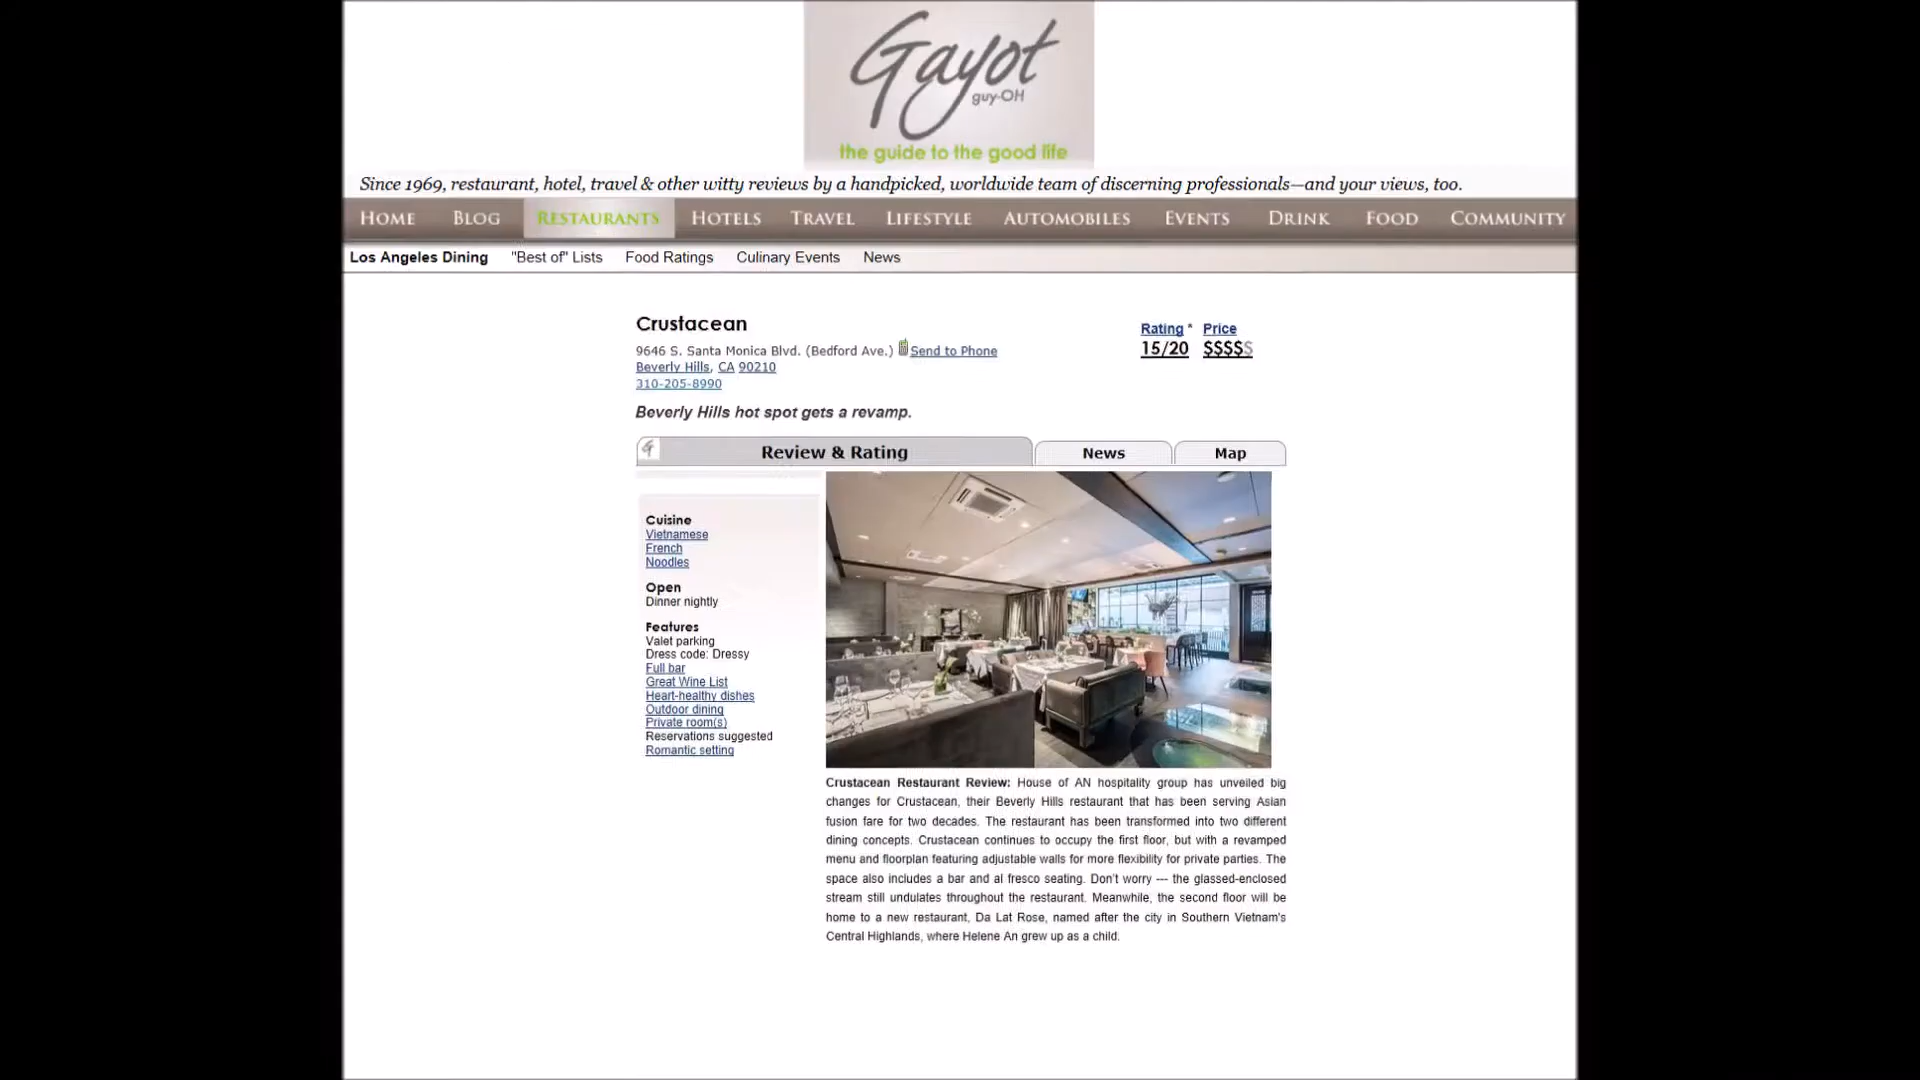 Gayot
guy-OH
the guide to the good life
Since 1969, restaurant, hotel, travel & other witty reviews by a handpicked, worldwide team of discerning professionals—and your views, too.
HOME BLOG RESTAURANTS HOTELS TRAVEL LIFESTYLE AUTOMOBILES EVENTS DRINK FOOD COMMUNITY
Los Angeles Dining "Best of" Lists Food Ratings Culinary Events News
Crustacean
Rating * Price
9646 S. Santa Monica Blvd. (Bedford Ave.) Send to Phone
15/20 $$$$$
Beverly Hills, CA 90210
310-205-8990
Beverly Hills hot spot gets a revamp.
G Review & Rating News Map
Cuisine
Vietnamese
French
Noodles
Open
Dinner nightly
Features
Valet parking
Dress code: Dressy
Full bar
Great Wine List
Heart-healthy dishes
Outdoor dining
Private room(s)
Reservations suggested
Romantic setting
Crustacean Restaurant Review: House of AN hospitality group has unveiled big
changes for Crustacean, their Beverly Hills restaurant that has been serving Asian
fusion fare for two decades. The restaurant has been transformed into two different
dining concepts. Crustacean continues to occupy the first floor, but with a revamped
menu and floorplan featuring adjustable walls for more flexibility for private parties. The
space also includes a bar and al fresco seating. Don't worry --- the glassed-enclosed
stream still undulates throughout the restaurant. Meanwhile, the second floor will be
home to a new restaurant, Da Lat Rose, named after the city in Southern Vietnam's
Central Highlands, where Helene An grew up as a child.